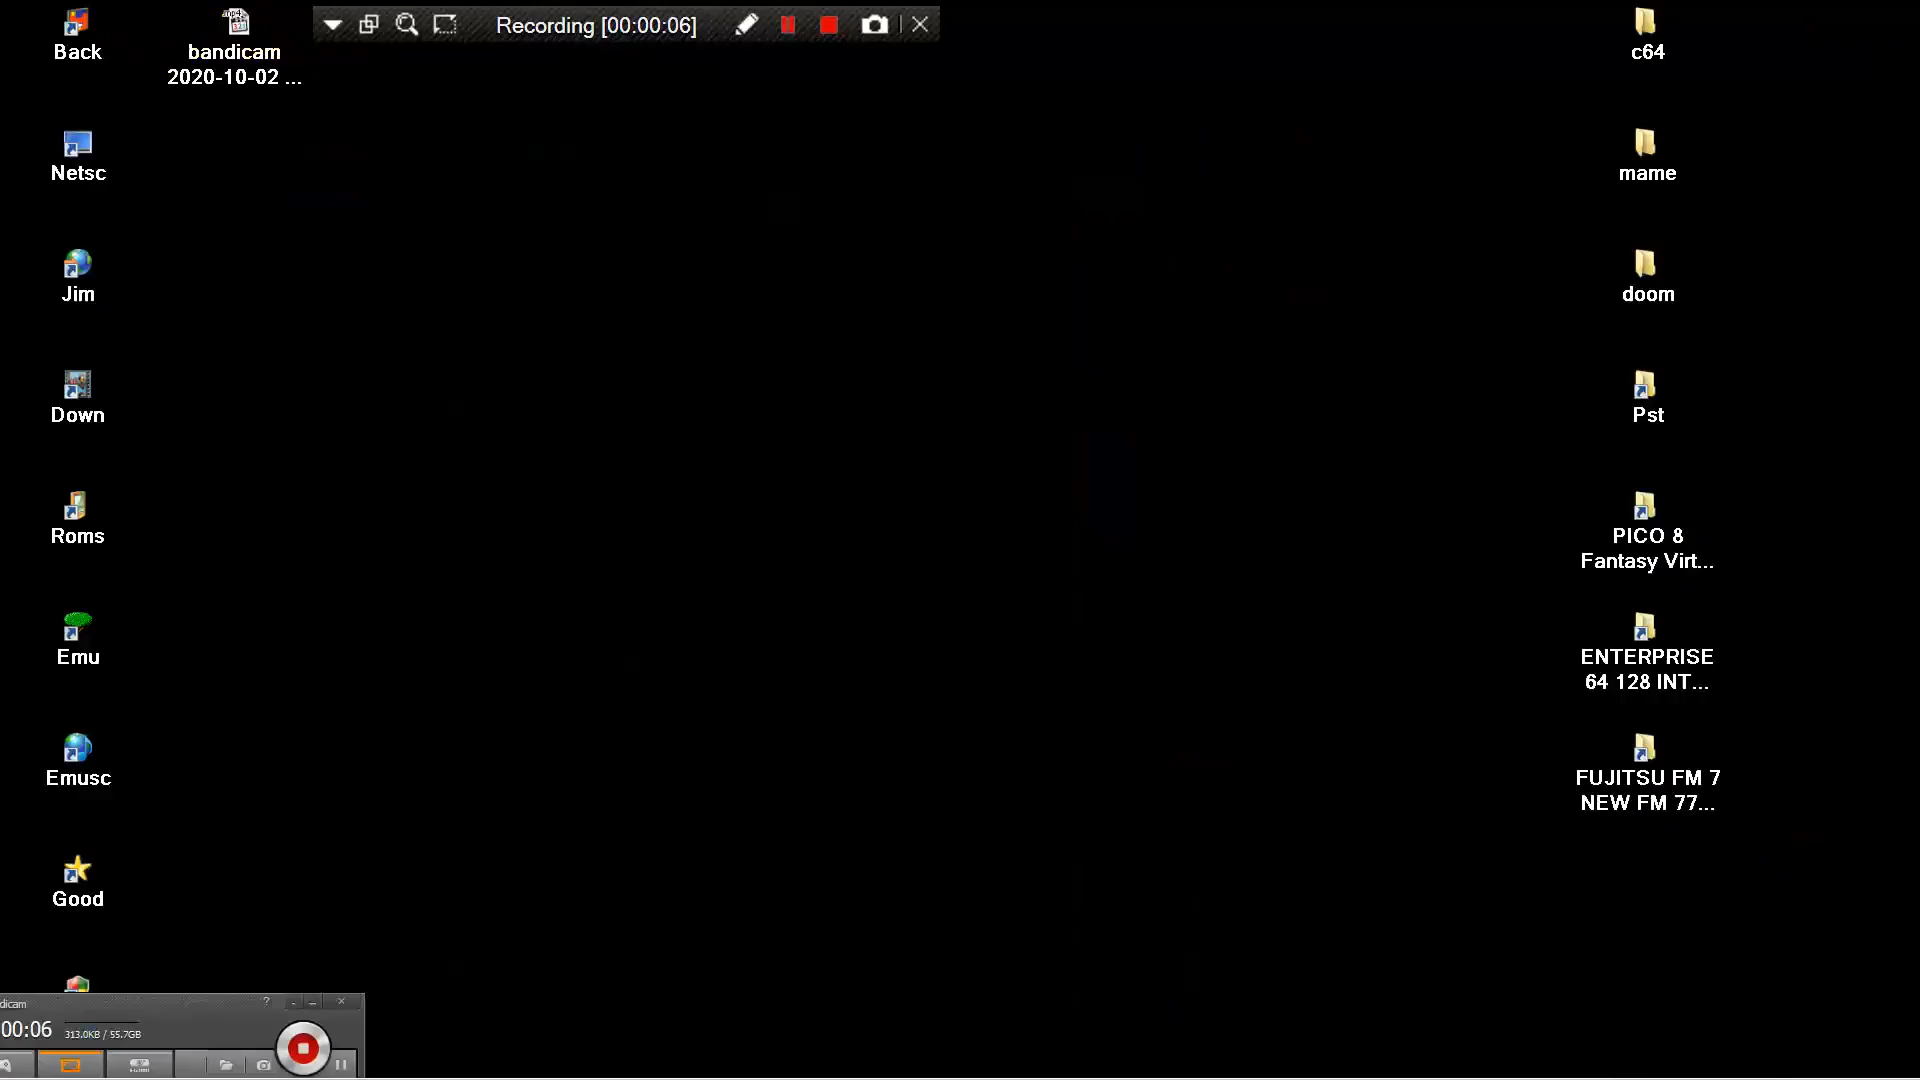 Back
bandicam
2020-10-02 ...
Recording [00:00:06]
c64
Netsc
mame
Jim
doom
Down
Pst
Roms
PICO 8
Fantasy Virt...
Emu
ENTERPRISE
64 128 INT...
Emusc
FUJITSU FM 7
NEW FM 77...
Good
dicam
?
00:06
313.0KB / 55.7GB